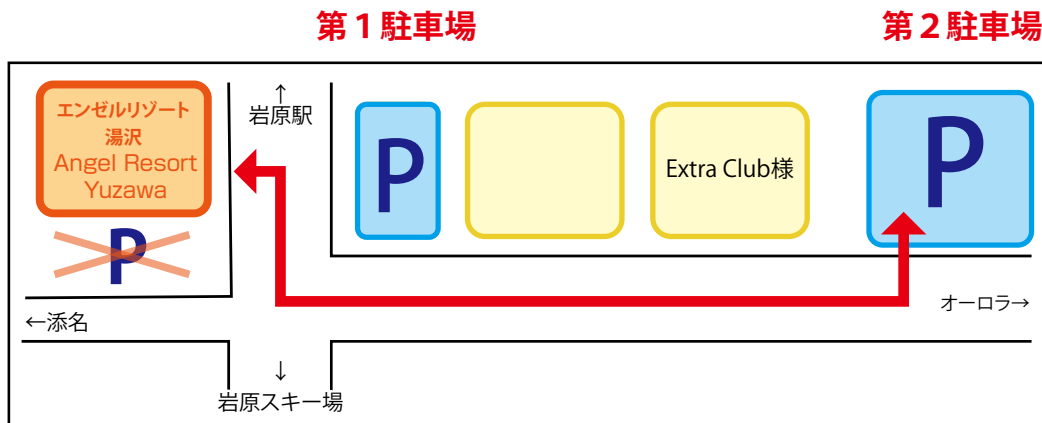 第１駐車場
第２駐車場
エンゼルリゾート
湯沢
Angel Resort
Yuzawa
P
↑
岩原駅
P
Extra Club様
P
←添名
オーロラ→
↓
岩原スキー場